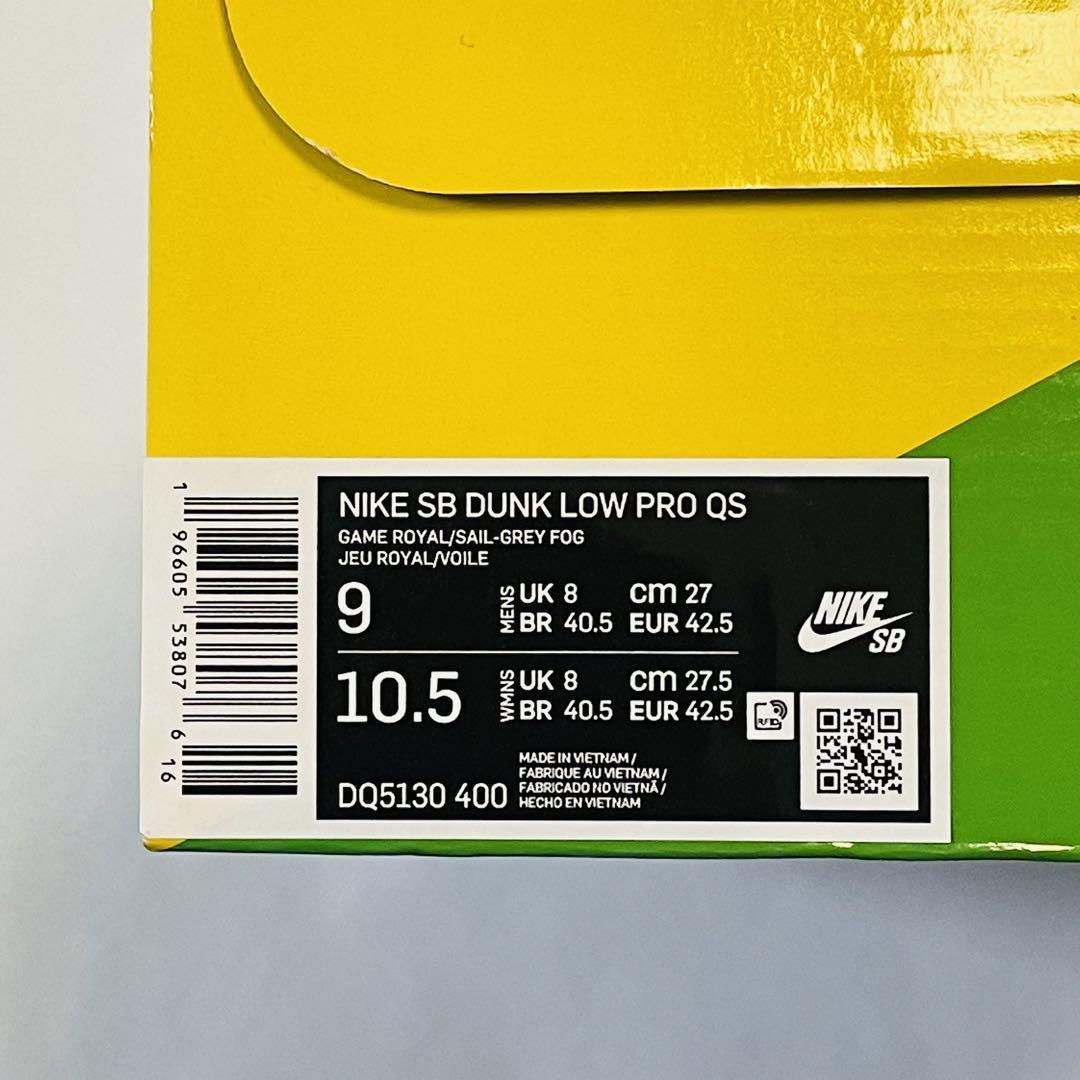 NIKE SB DUNK LOW PRO QS
GAME ROYAL/SAIL-GREY FOG
JEU ROYAL/VOILE
9 MENS UK 8 cm 27
BR 40.5 EUR 42.5
10.5 WMNS UK 8 cm 27.5
BR 40.5 EUR 42.5
DQ5130 400
MADE IN VIETNAM /
FABRIQUE AU VIETNAM /
FABRICADO NO VIETNÃ /
HECHO EN VIETNAM
NIKE
SB
RFID
1 96605 53807 6 16